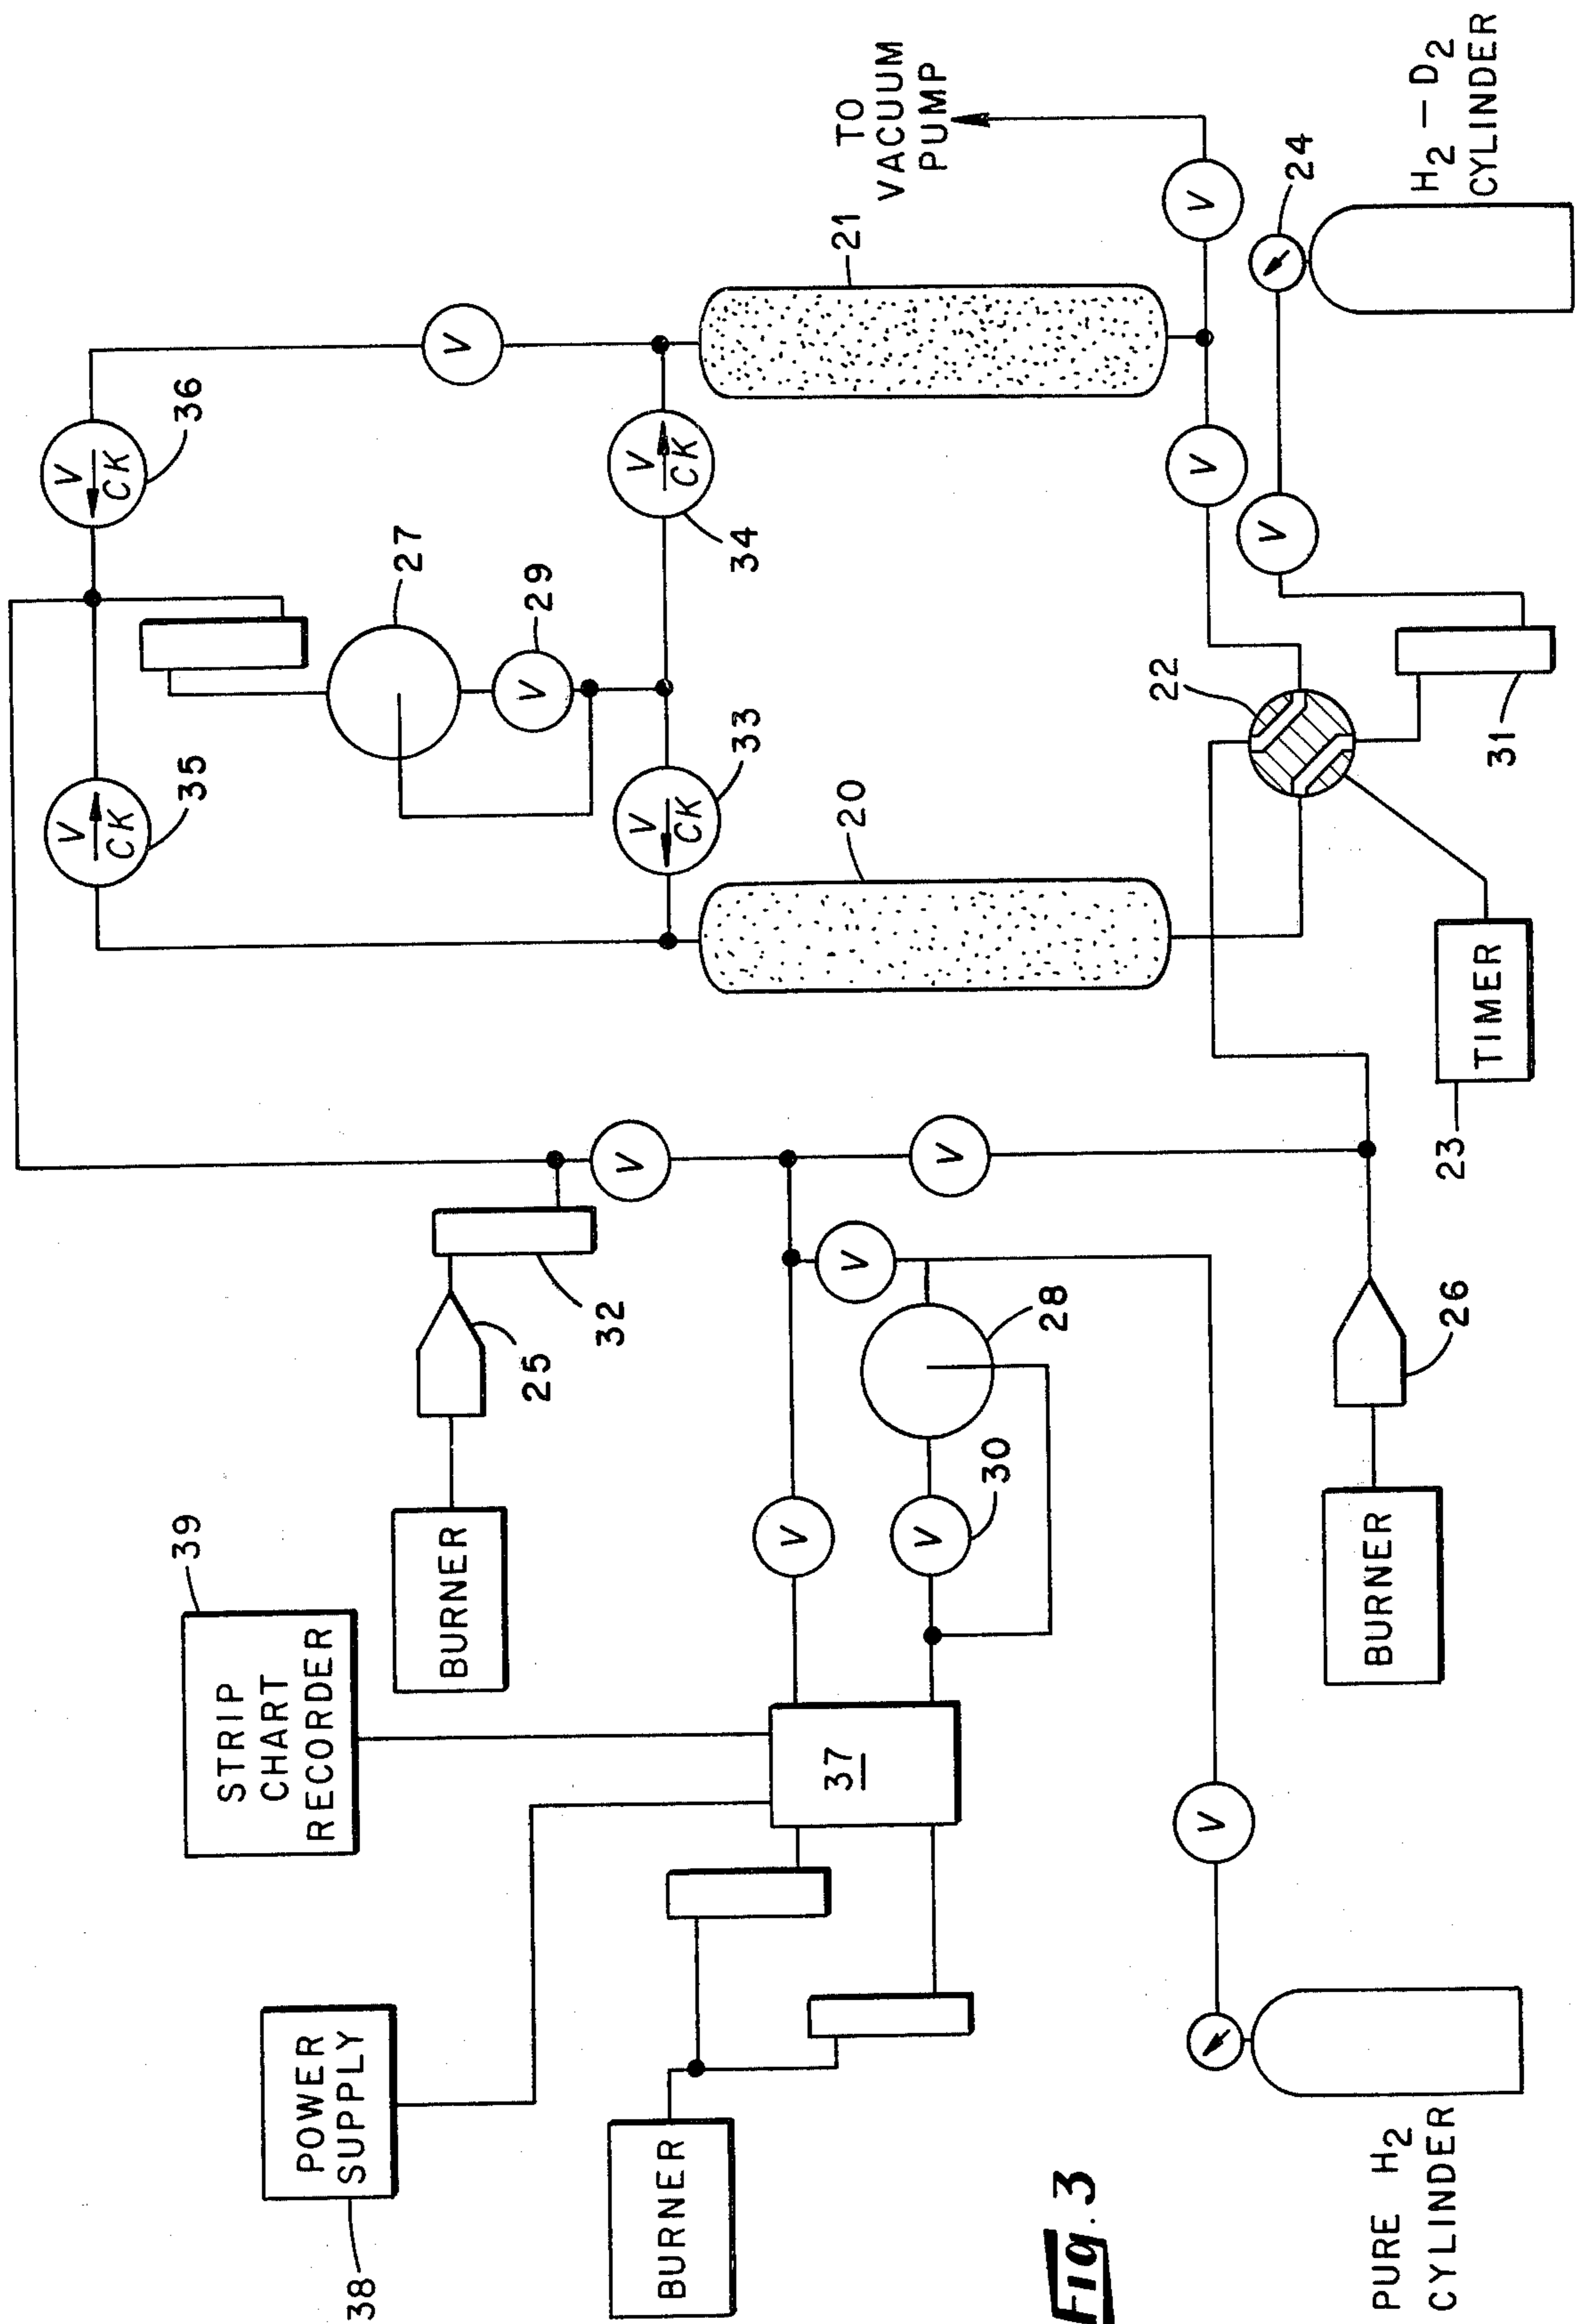 38
POWER
SUPPLY
39
STRIP
CHART
RECORDER
BURNER
25
32
BURNER
37
30
28
V
V
V
V
V
V
V
Fig. 3
PURE H2
CYLINDER
BURNER
26
23
TIMER
35
V
CK
36
V
CK
27
29
V
33
V
CK
34
V
CK
V
20
21
22
31
V
V
V
24
TO
VACUUM
PUMP
H2 – D2
CYLINDER